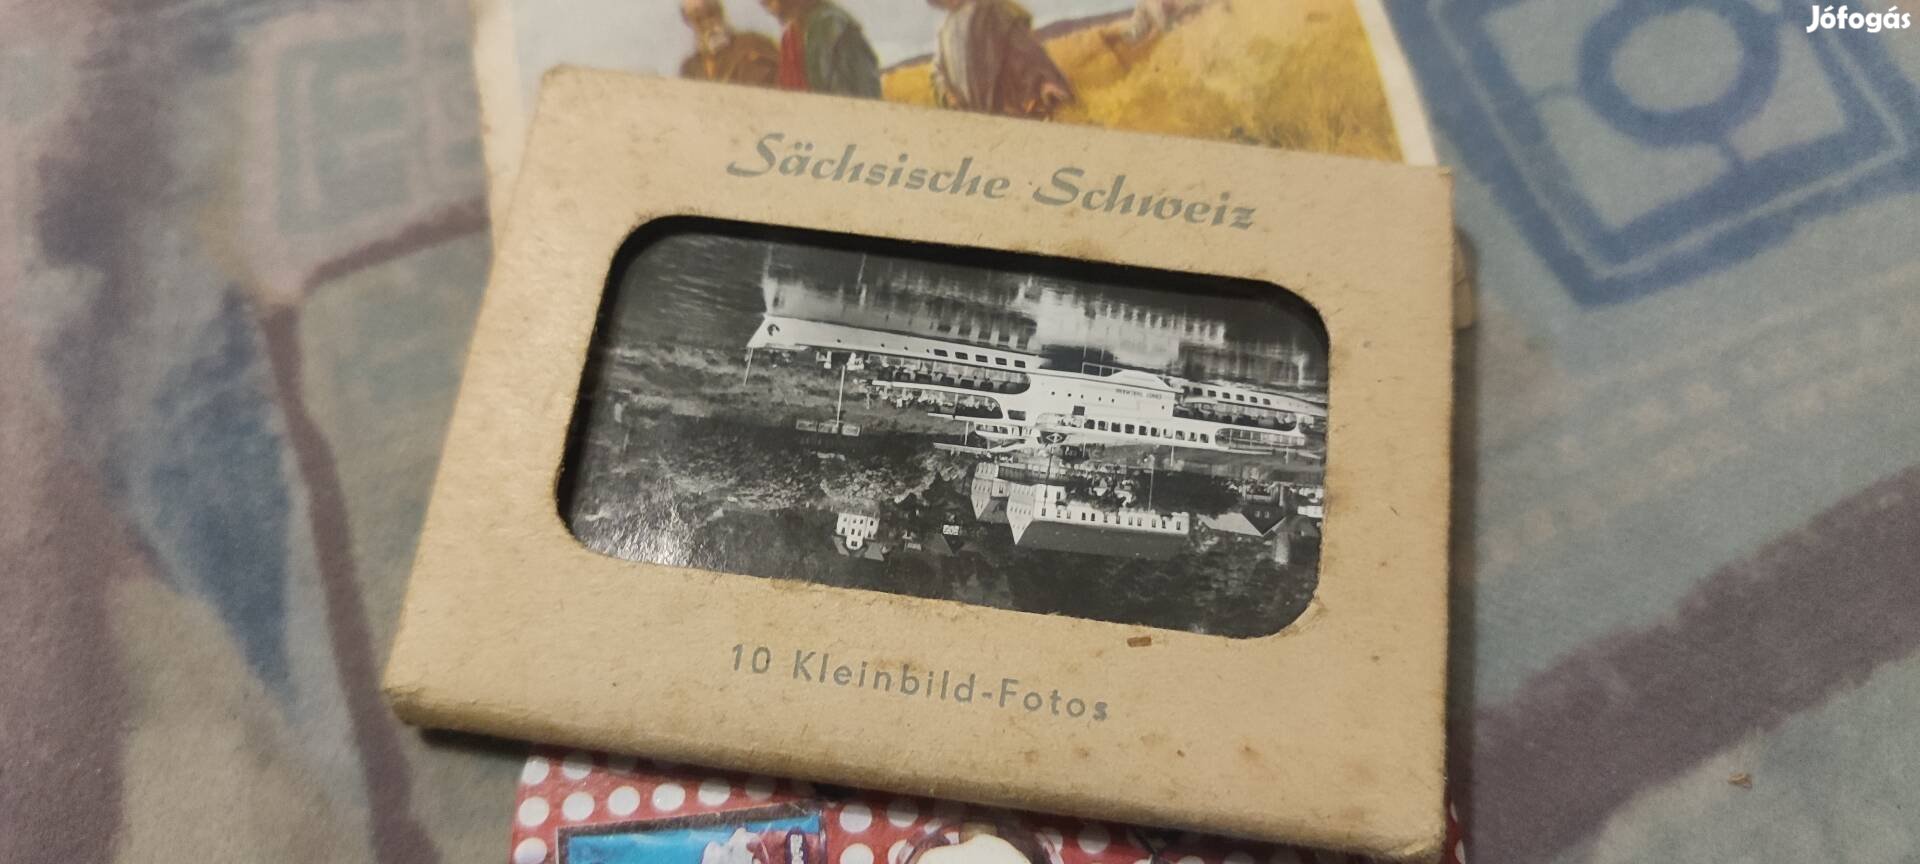 Jófogás
Sächsische Schweiz
10 Kleinbild-Fotos